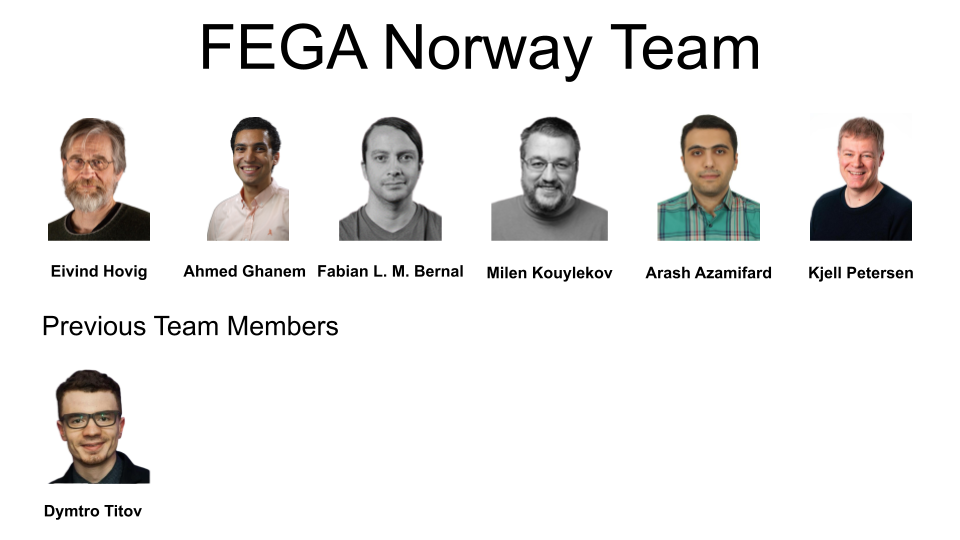 FEGA Norway Team
Eivind Hovig
Ahmed Ghanem
Fabian L. M. Bernal
Milen Kouylekov
Arash Azamifard
Kjell Petersen
Previous Team Members
Dymtro Titov